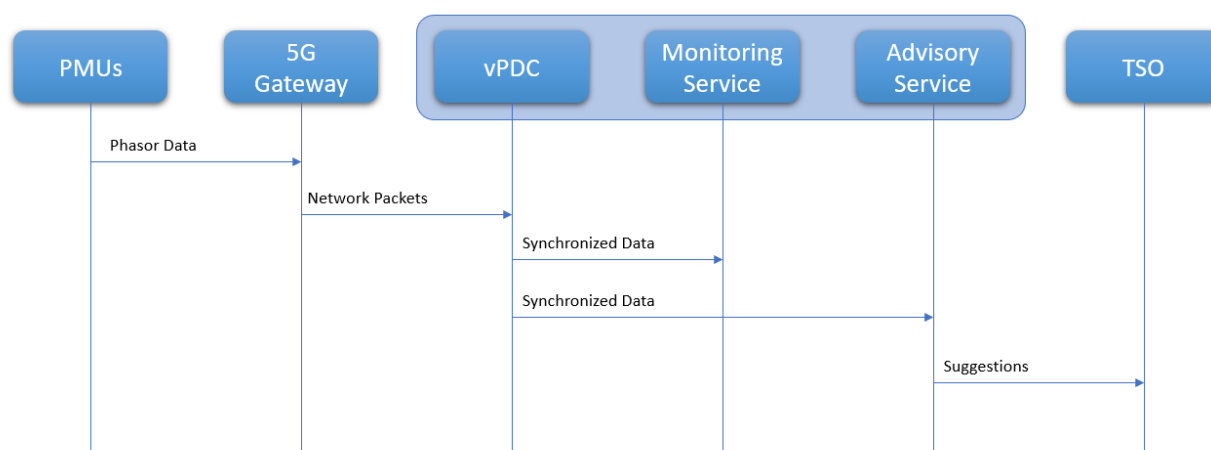 PMUs
5G
Gateway
vPDC
Monitoring
Service
Advisory
Service
TSO
Phasor Data
Network Packets
Synchronized Data
Synchronized Data
Suggestions